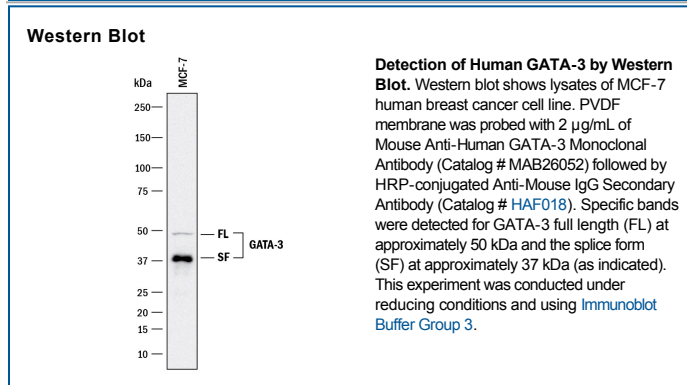 Western Blot
kDa
MCF-7
250
150
100
75
50
37
25
20
15
10
FL
SF
GATA-3
Detection of Human GATA-3 by Western
Blot. Western blot shows lysates of MCF-7
human breast cancer cell line. PVDF
membrane was probed with 2 µg/mL of
Mouse Anti-Human GATA-3 Monoclonal
Antibody (Catalog # MAB26052) followed by
HRP-conjugated Anti-Mouse IgG Secondary
Antibody (Catalog # HAF018). Specific bands
were detected for GATA-3 full length (FL) at
approximately 50 kDa and the splice form
(SF) at approximately 37 kDa (as indicated).
This experiment was conducted under
reducing conditions and using Immunoblot
Buffer Group 3.